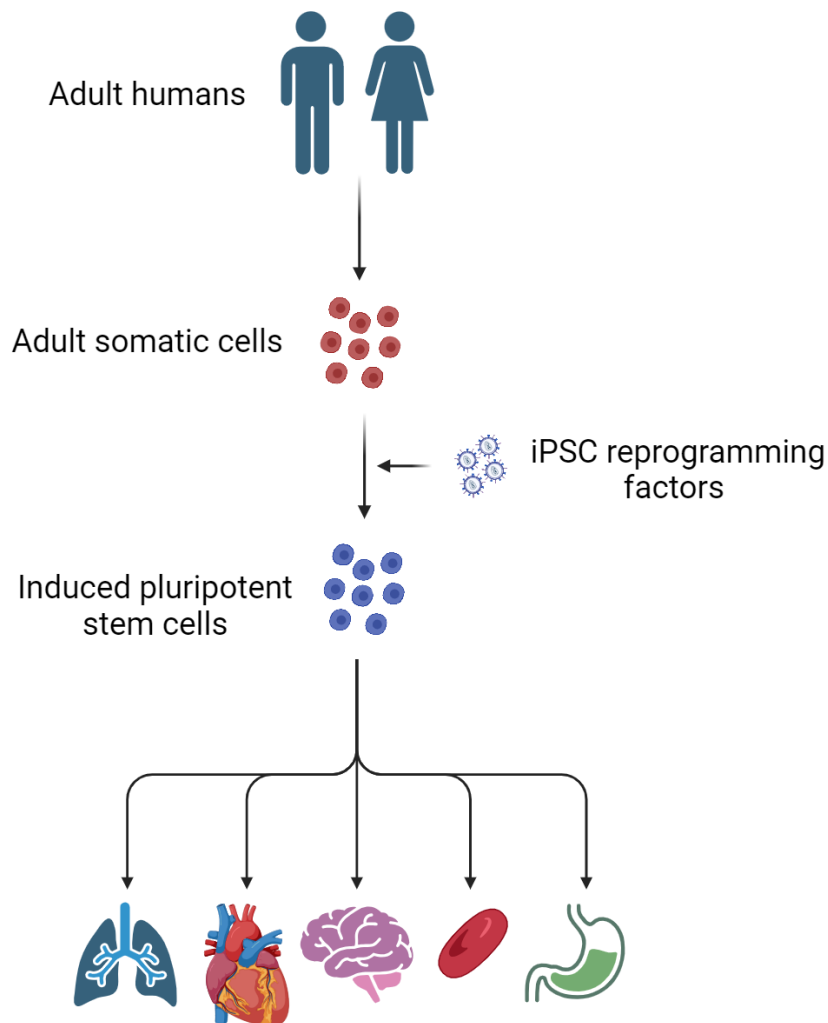 Adult humans
Adult somatic cells
iPSC reprogramming
factors
Induced pluripotent
stem cells